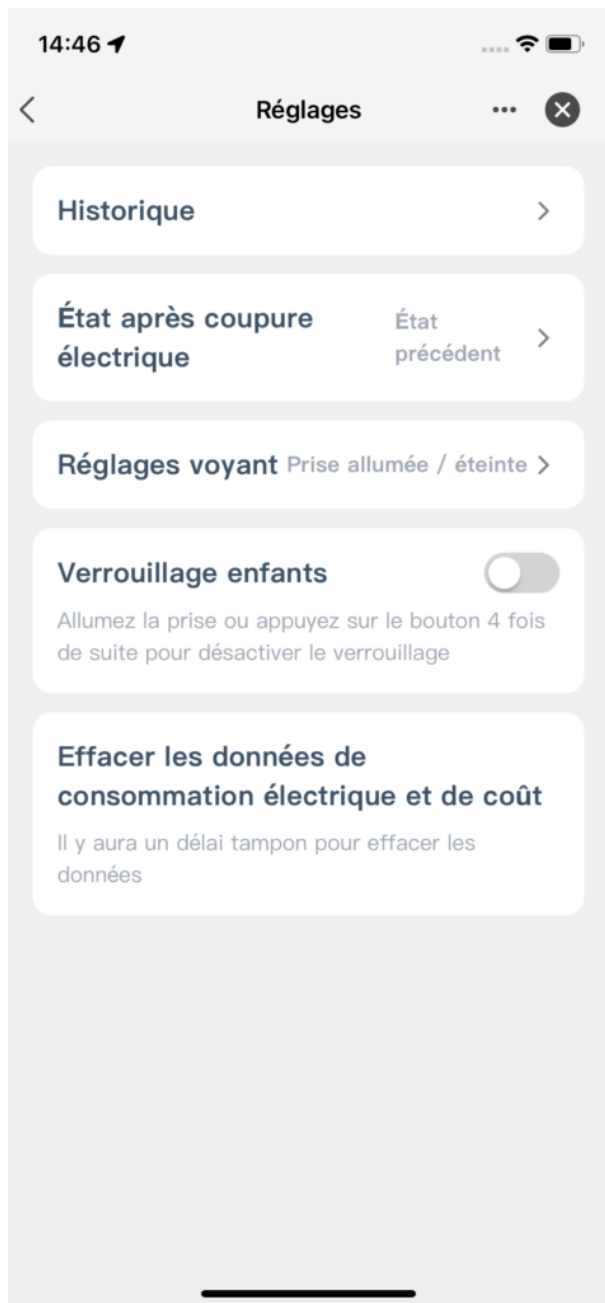 14:46
Réglages
Historique
État après coupure
électrique
État
précédent
Réglages voyant Prise allumée / éteinte
Verrouillage enfants
Allumez la prise ou appuyez sur le bouton 4 fois
de suite pour désactiver le verrouillage
Effacer les données de
consommation électrique et de coût
Il y aura un délai tampon pour effacer les
données